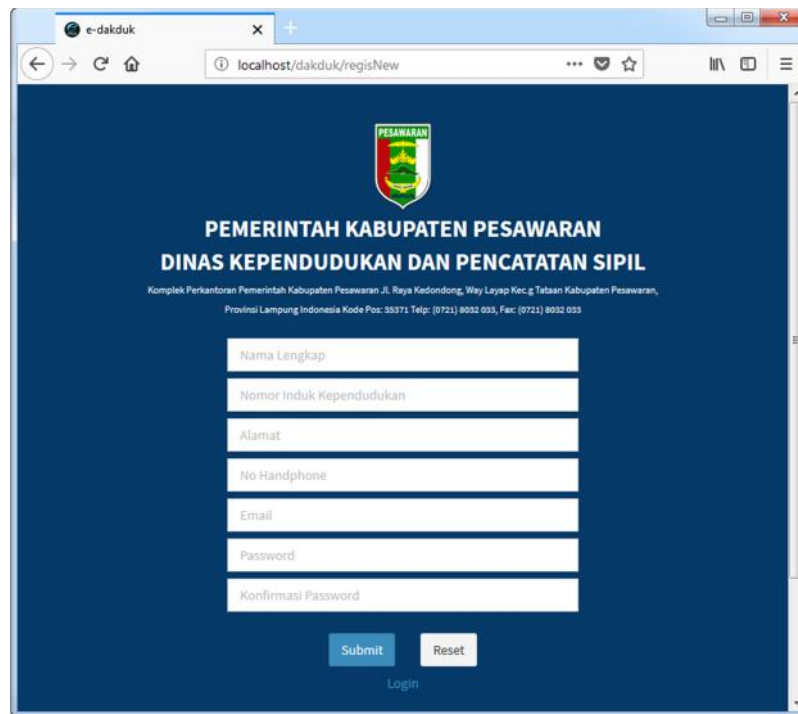 e-dakduk
localhost/dakduk/regisNew
PESAWARAN
PEMERINTAH KABUPATEN PESAWARAN
DINAS KEPENDUDUKAN DAN PENCATATAN SIPIL
Komplek Perkantoran Pemerintah Kabupaten Pesawaran Jl. Raya Kedondong, Way Layap Kec.g Tataan Kabupaten Pesawaran,
Provinsi Lampung Indonesia Kode Pos: 35371 Telp: (0721) 8032 033, Fax: (0721) 8032 033
Nama Lengkap
Nomor Induk Kependudukan
Alamat
No Handphone
Email
Password
Konfirmasi Password
Submit Reset
Login